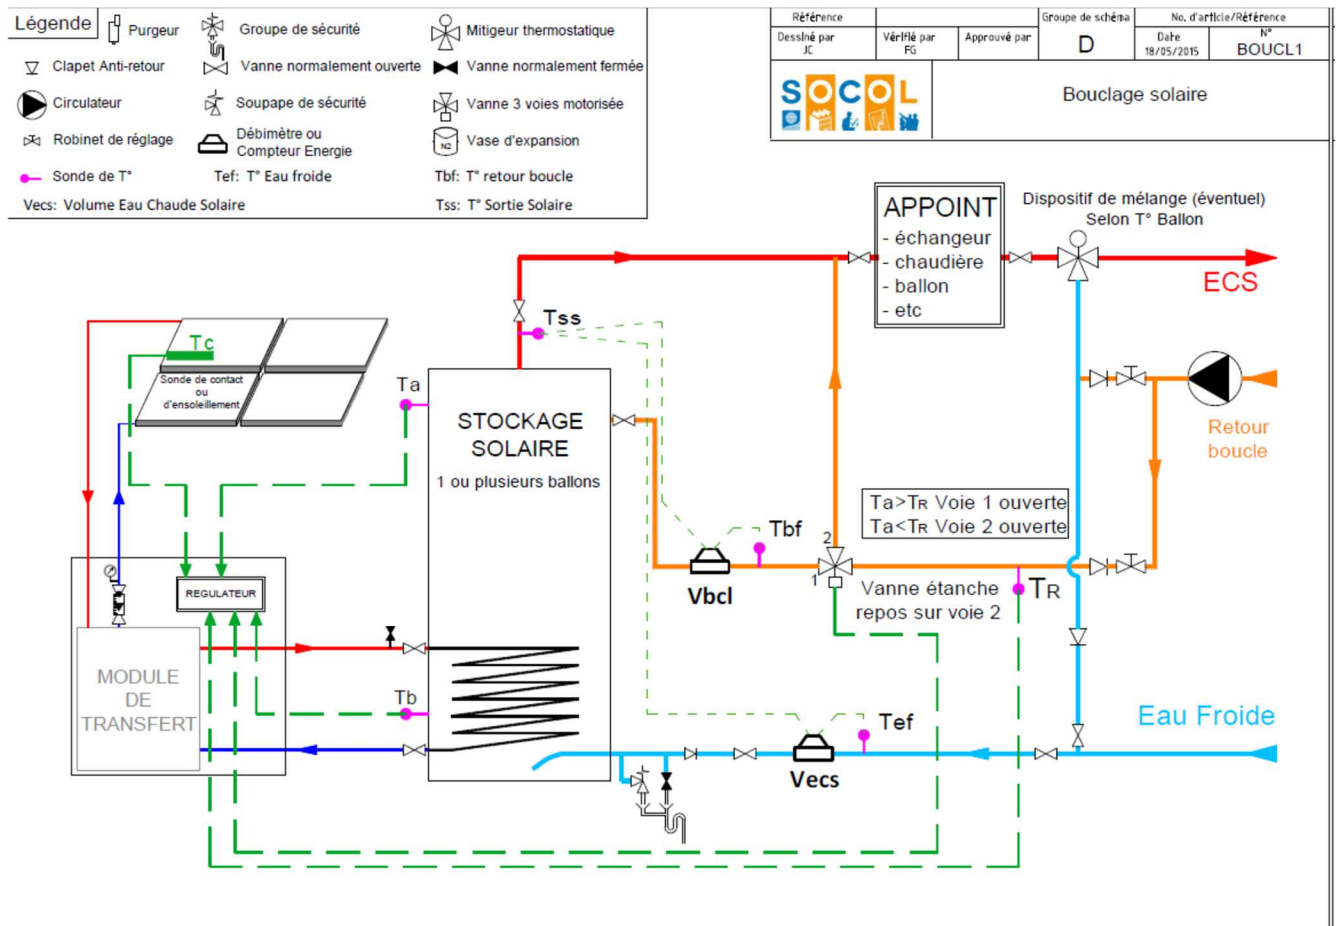 Légende
Purgeur
Groupe de sécurité
Mitigeur thermostatique
Clapet Anti-retour
Vanne normalement ouverte
Vanne normalement fermée
Circulateur
Soupape de sécurité
Vanne 3 voies motorisée
Robinet de réglage
Débimètre ou
Compteur Energie
N2
Vase d'expansion
Sonde de T°
Tef: T° Eau froide
Tbf: T° retour boucle
Vecs: Volume Eau Chaude Solaire
Tss: T° Sortie Solaire
Référence
Groupe de schéma
No. d'article/Référence
Dessiné par
JC
Vérifié par
FG
Approuvé par
D
Date
18/05/2015
N°
BOUCL1
SOCOL
Bouclage solaire
APPOINT
- échangeur
- chaudière
- ballon
- etc
Dispositif de mélange (éventuel)
Selon T° Ballon
ECS
Tss
Tc
Sonde de contact
ou
d'ensoleillement
Ta
STOCKAGE
SOLAIRE
1 ou plusieurs ballons
Retour
boucle
Ta>TR Voie 1 ouverte
Ta<TR Voie 2 ouverte
Tbf
2
1
Vbcl
Vanne étanche
repos sur voie 2
TR
REGULATEUR
MODULE
DE
TRANSFERT
Tb
Tef
Eau Froide
Vecs